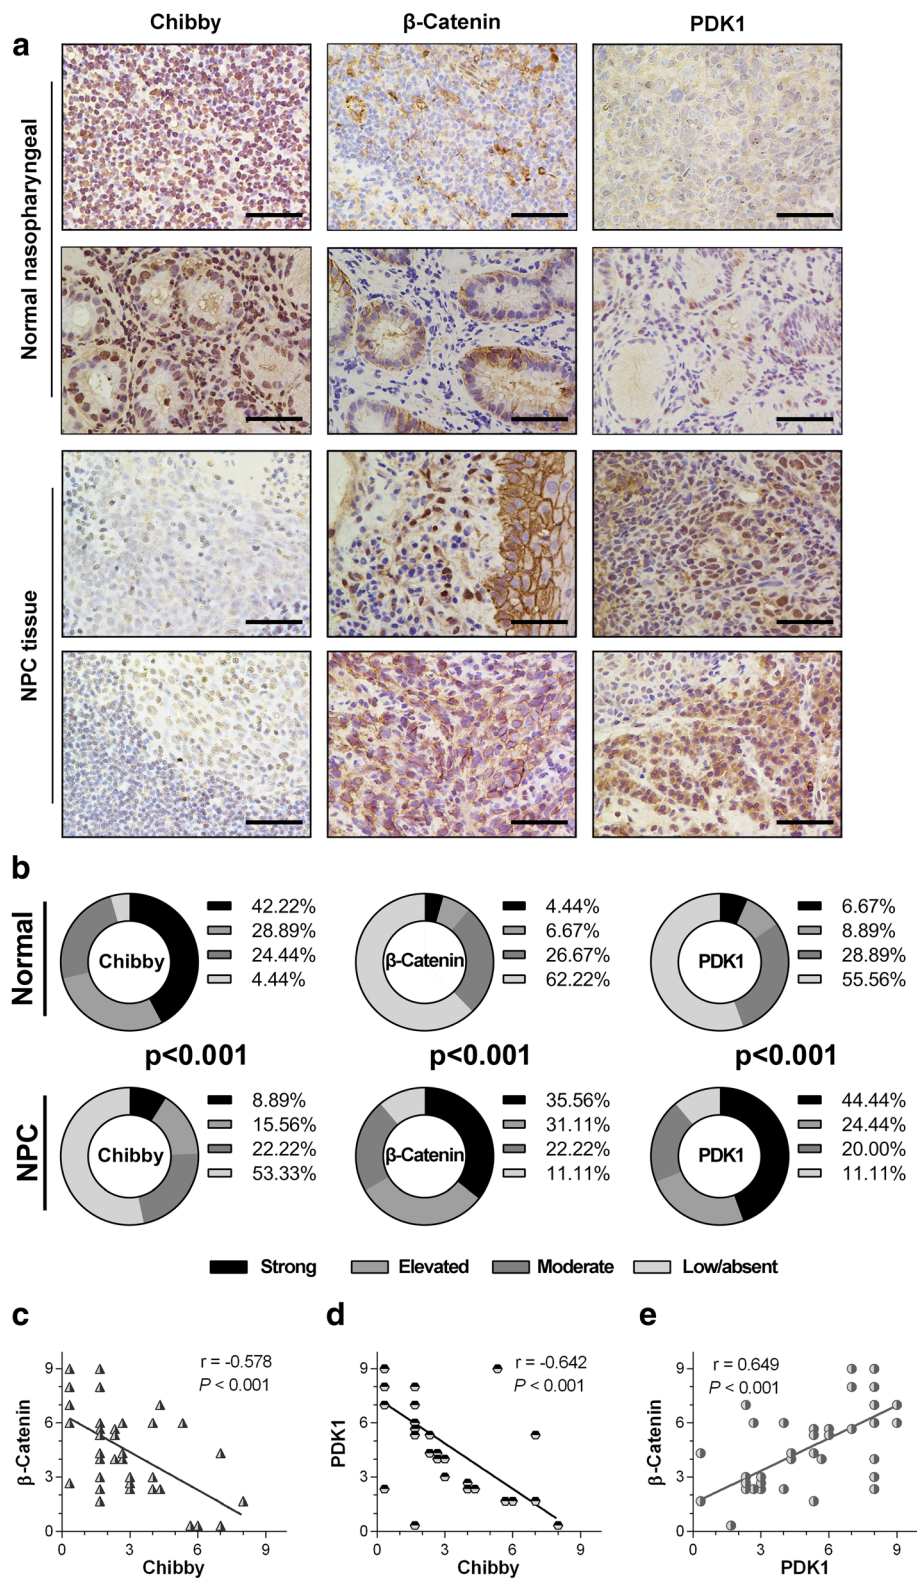 Chibby β-Catenin PDK1
a
Normal nasopharyngeal
NPC tissue
b
Normal
Chibby
42.22%
28.89%
24.44%
4.44%
β-Catenin
4.44%
6.67%
26.67%
62.22%
PDK1
6.67%
8.89%
28.89%
55.56%
p<0.001 p<0.001 p<0.001
NPC
Chibby
8.89%
15.56%
22.22%
53.33%
β-Catenin
35.56%
31.11%
22.22%
11.11%
PDK1
44.44%
24.44%
20.00%
11.11%
Strong Elevated Moderate Low/absent
c
β-Catenin
9
6
3
0
r = -0.578
P < 0.001
0 3 6 9
Chibby
d
PDK1
9
6
3
0
r = -0.642
P < 0.001
0 3 6 9
Chibby
e
β-Catenin
9
6
3
0
r = 0.649
P < 0.001
0 3 6 9
PDK1